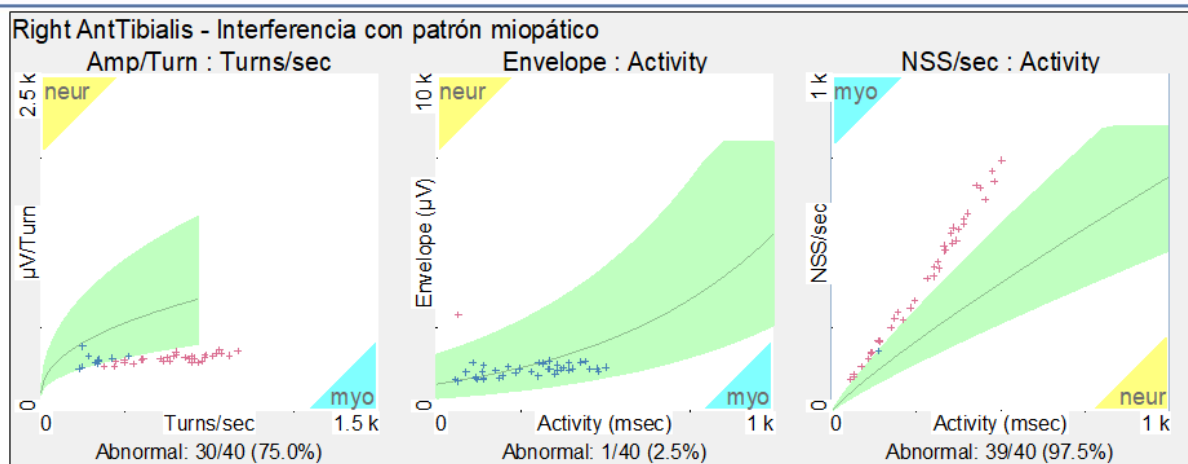 Right AntTibialis - Interferencia con patrón miopático
Amp/Turn : Turns/sec
2.5 k
neur
µV/Turn
myo
0
0
Turns/sec
1.5 k
Abnormal: 30/40 (75.0%)
Envelope : Activity
10 k
neur
Envelope (µV)
myo
0
0
Activity (msec)
1 k
Abnormal: 1/40 (2.5%)
NSS/sec : Activity
1 k
myo
NSS/sec
neur
0
0
Activity (msec)
1 k
Abnormal: 39/40 (97.5%)